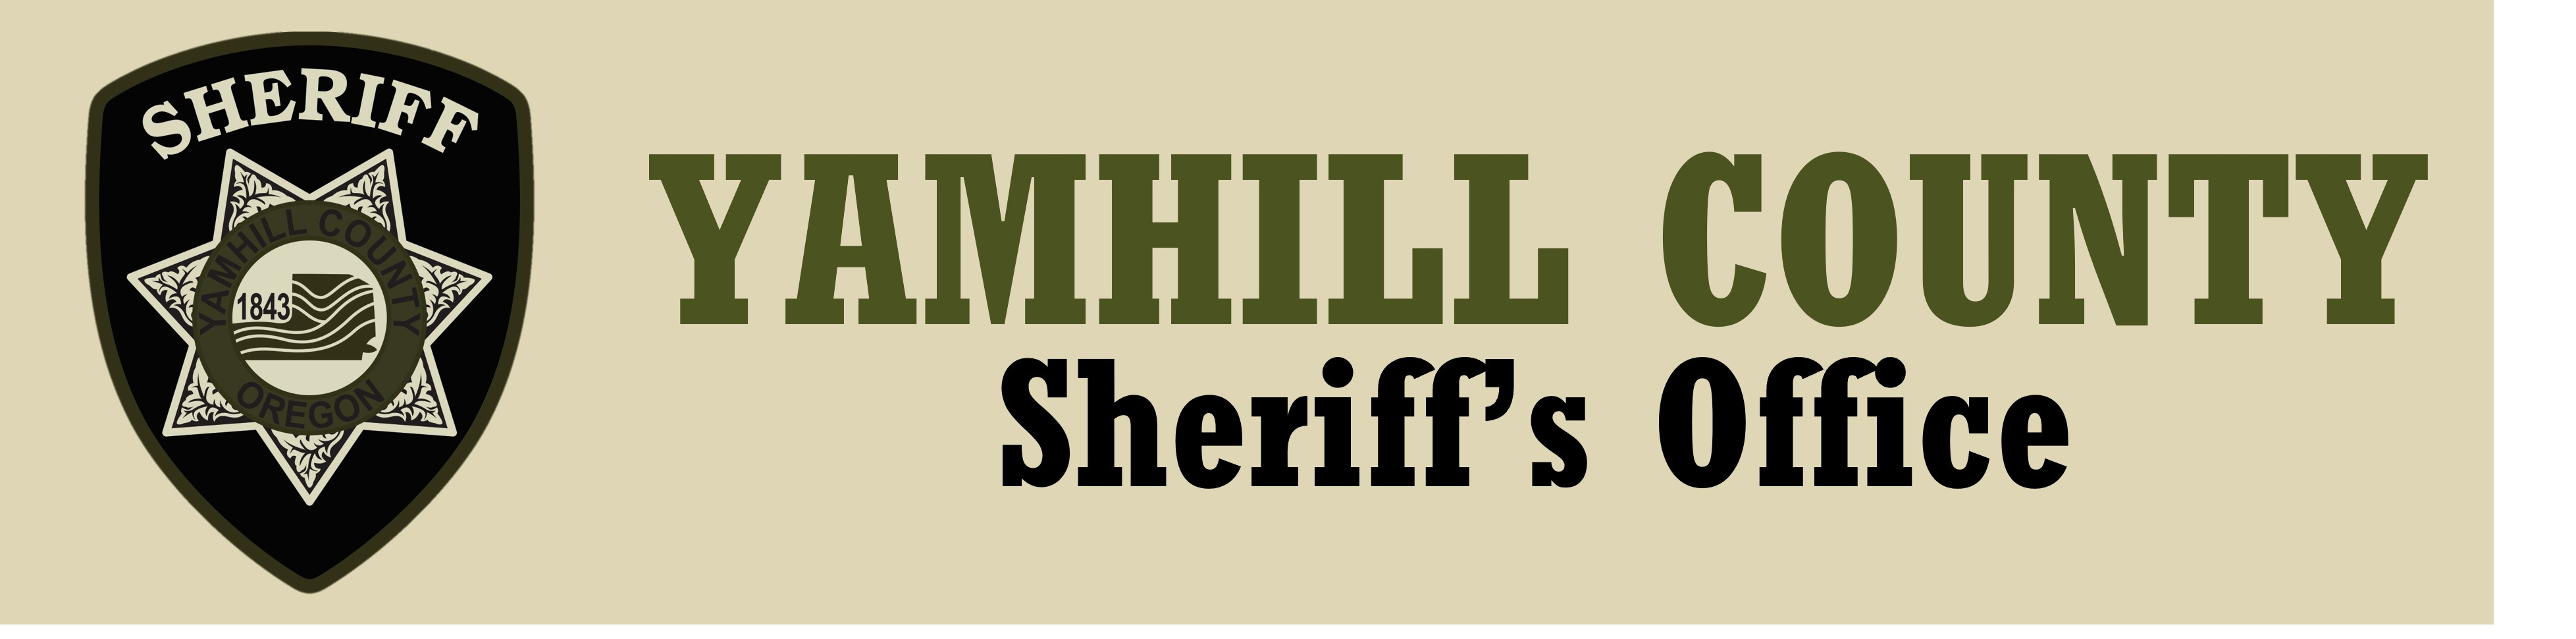 SHERIFF
YAMHILL COUNTY
1843
OREGON
YAMHILL COUNTY
Sheriff’s Office